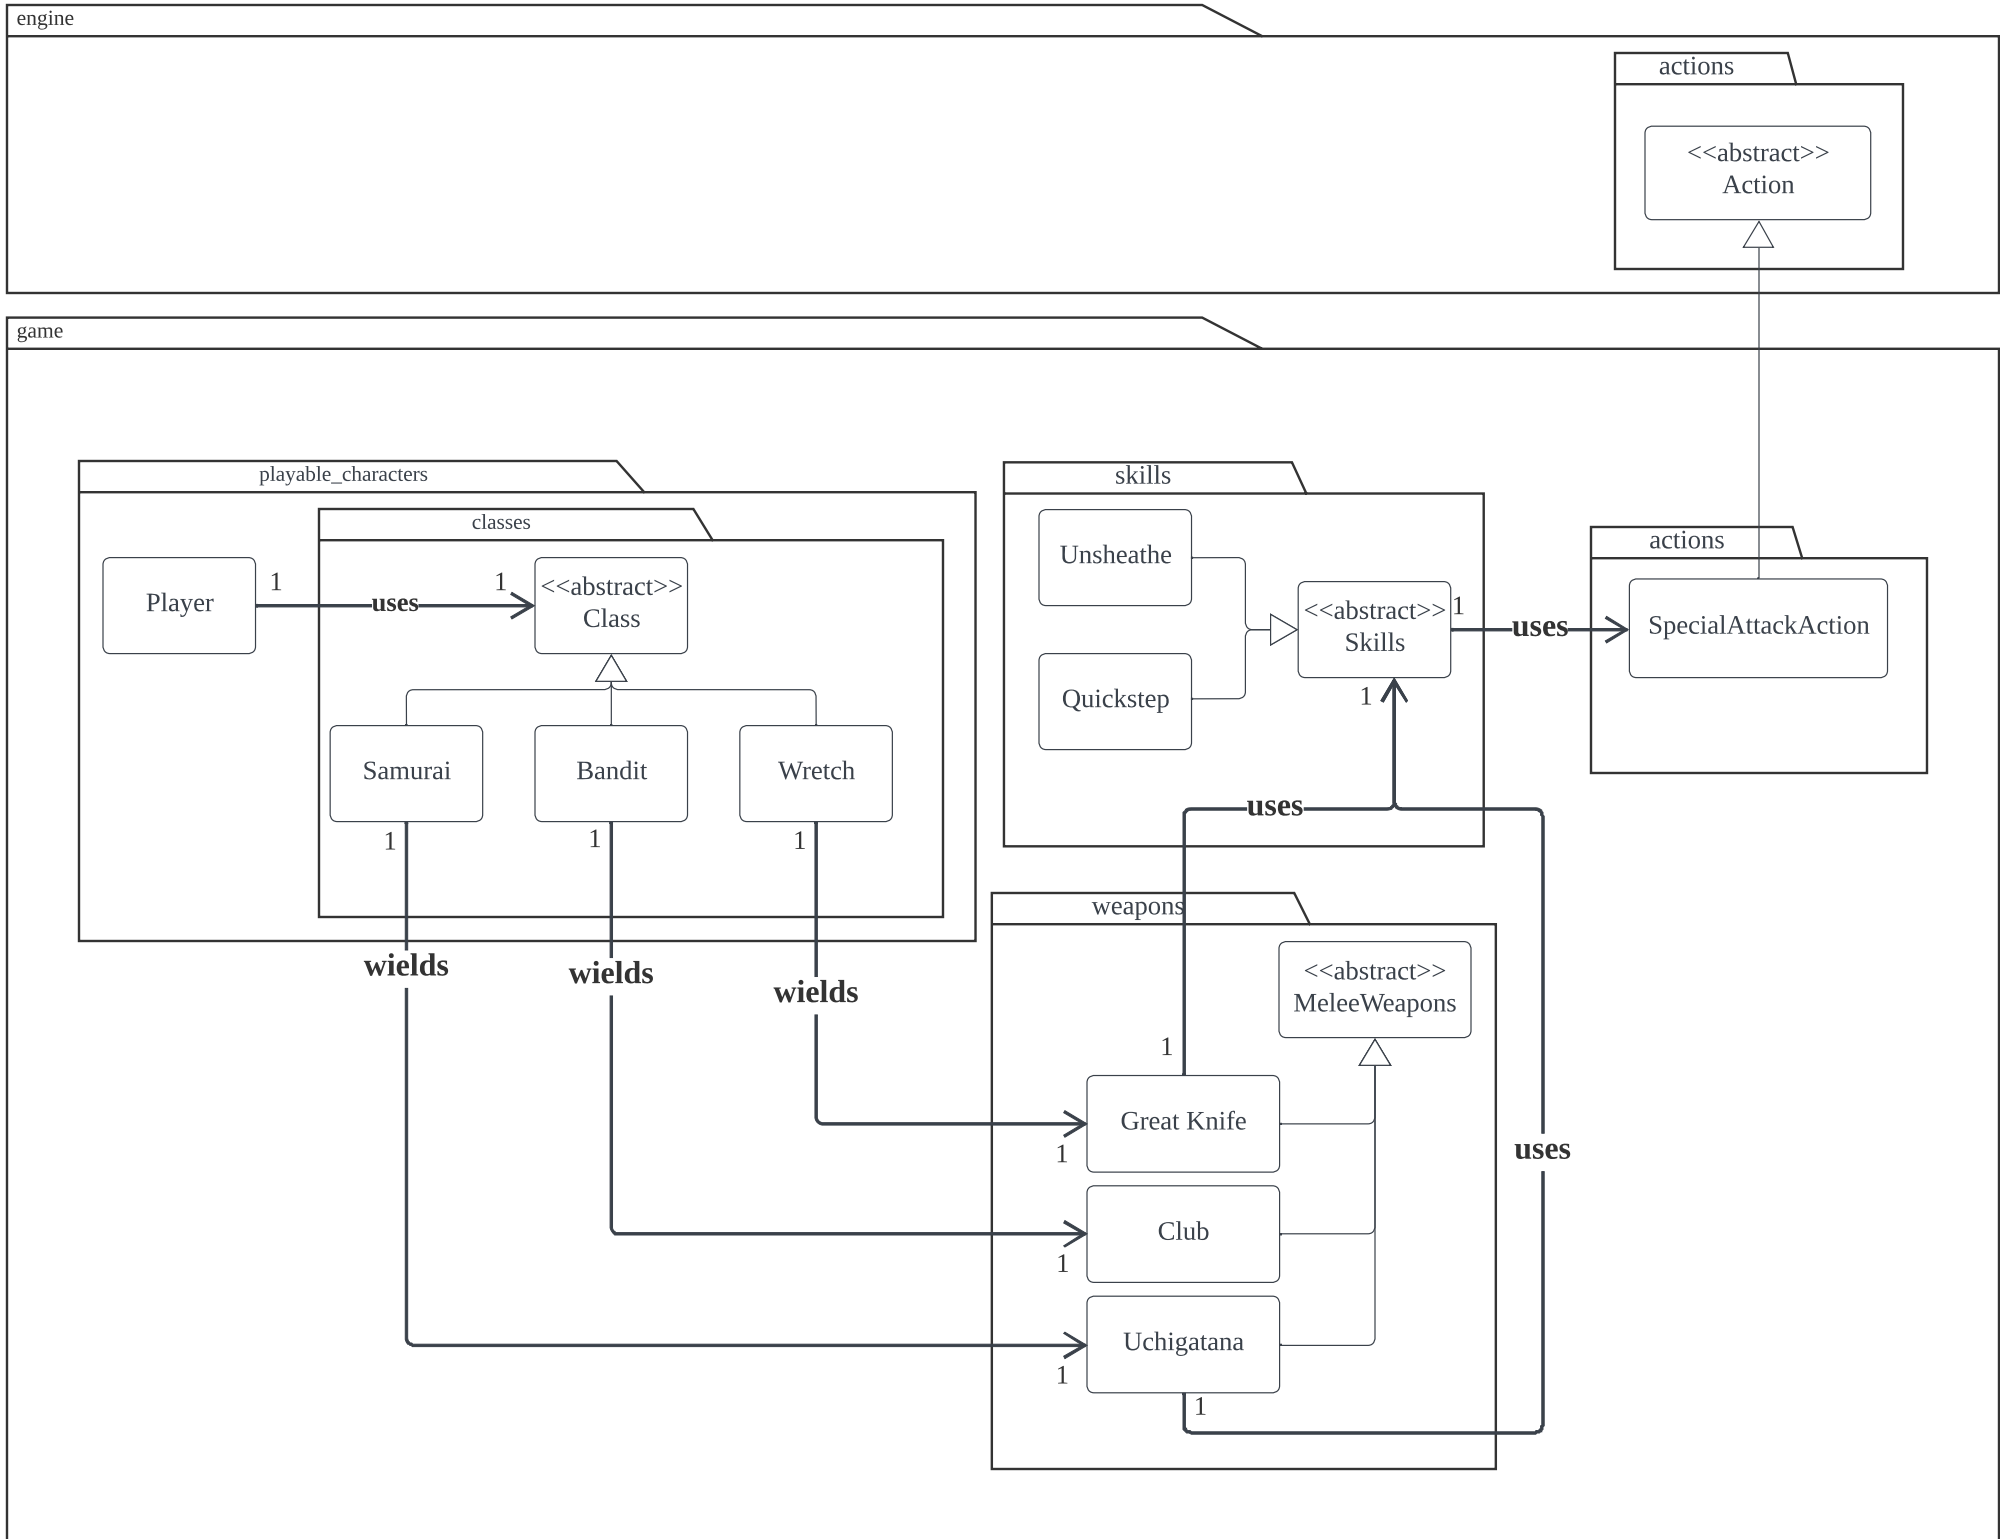 engine
actions
<<abstract>>
Action
game
playable_characters
classes
Player
1
uses
1
<<abstract>>
Class
Samurai
Bandit
Wretch
1
1
1
wields
wields
wields
skills
Unsheathe
Quickstep
<<abstract>>
Skills
1
uses
1
uses
actions
SpecialAttackAction
weapons
<<abstract>>
MeleeWeapons
1
Great Knife
1
uses
Club
1
Uchigatana
1
1